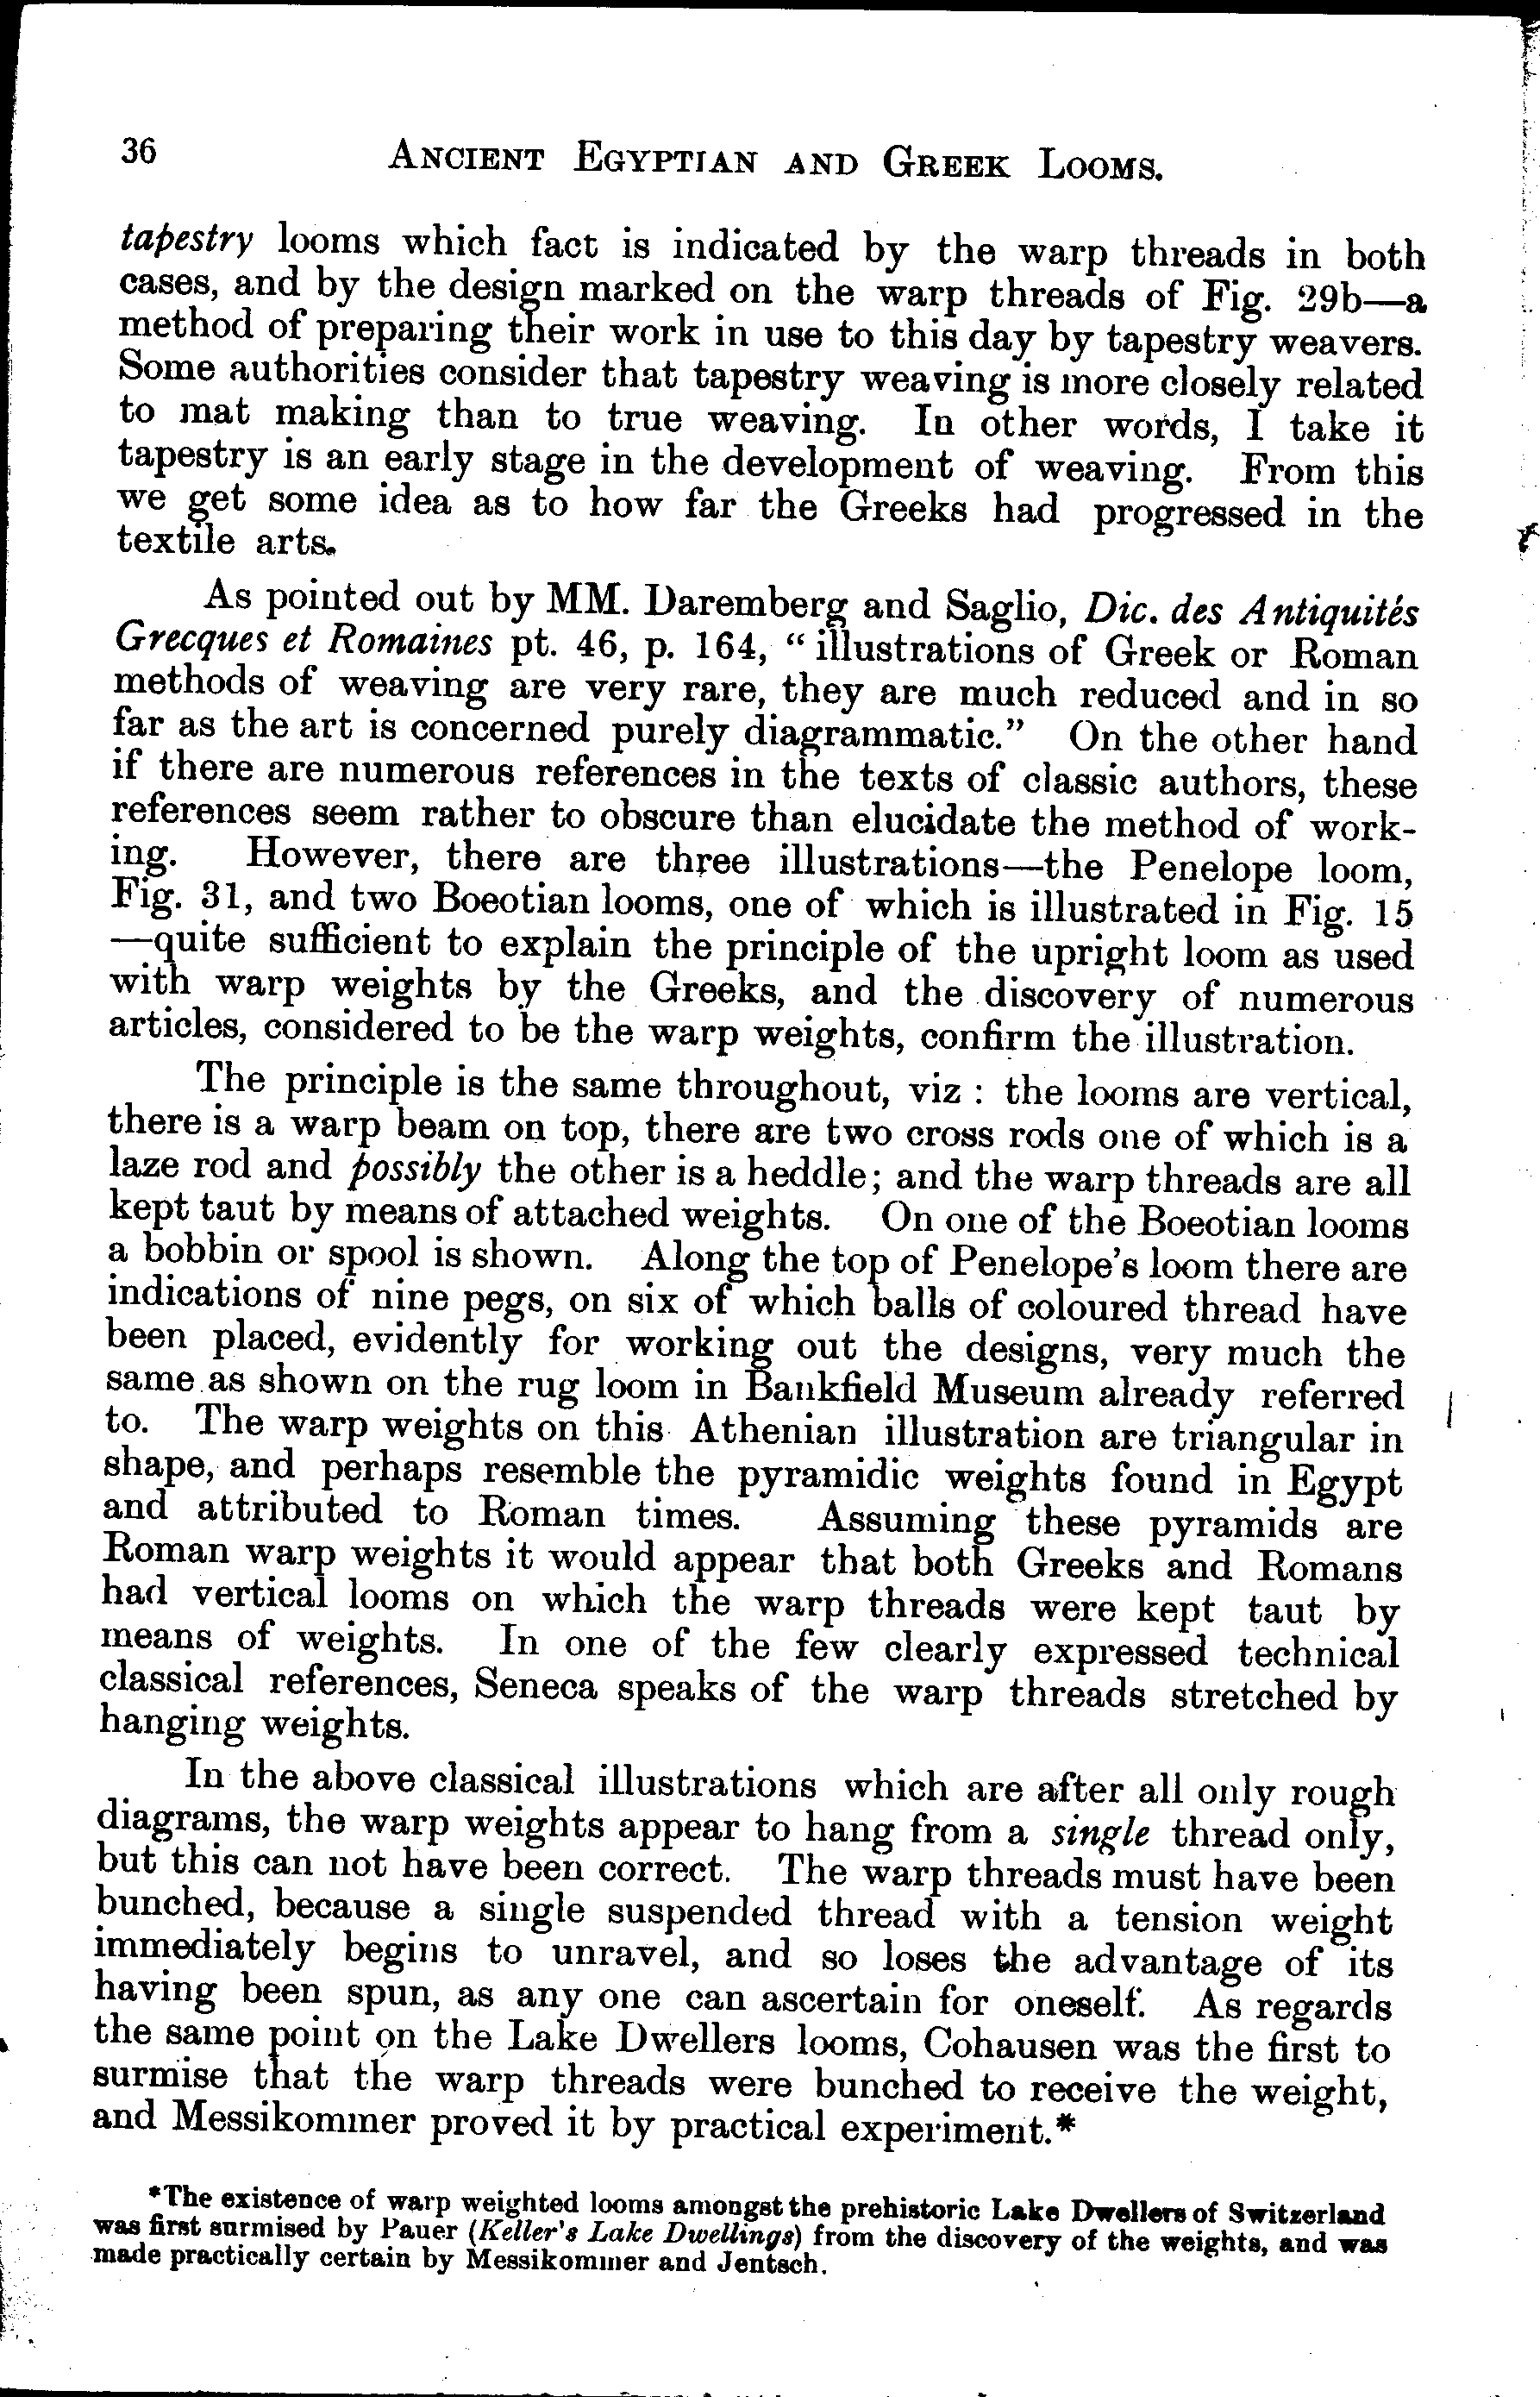 36 ANCIENT EGYPTIAN AND GREEK LOOMS.
tapestry looms which fact is indicated by the warp threads in both
cases, and by the design marked on the warp threads of Fig. 29b—a
method of preparing their work in use to this day by tapestry weavers.
Some authorities consider that tapestry weaving is more closely related
to mat making than to true weaving. In other words, I take it
tapestry is an early stage in the development of weaving. From this
we get some idea as to how far the Greeks had progressed in the
textile arts.
As pointed out by MM. Daremberg and Saglio, Dic. des Antiquités
Grecques et Romaines pt. 46, p. 164, “illustrations of Greek or Roman
methods of weaving are very rare, they are much reduced and in so
far as the art is concerned purely diagrammatic.” On the other hand
if there are numerous references in the texts of classic authors, these
references seem rather to obscure than elucidate the method of work-
ing. However, there are three illustrations—the Penelope loom,
Fig. 31, and two Boeotian looms, one of which is illustrated in Fig. 15
—quite sufficient to explain the principle of the upright loom as used
with warp weights by the Greeks, and the discovery of numerous
articles, considered to be the warp weights, confirm the illustration.
The principle is the same throughout, viz : the looms are vertical,
there is a warp beam on top, there are two cross rods one of which is a
laze rod and possibly the other is a heddle; and the warp threads are all
kept taut by means of attached weights. On one of the Boeotian looms
a bobbin or spool is shown. Along the top of Penelope's loom there are
indications of nine pegs, on six of which balls of coloured thread have
been placed, evidently for working out the designs, very much the
same as shown on the rug loom in Bankfield Museum already referred
to. The warp weights on this Athenian illustration are triangular in
shape, and perhaps resemble the pyramidic weights found in Egypt
and attributed to Roman times. Assuming these pyramids are
Roman warp weights it would appear that both Greeks and Romans
had vertical looms on which the warp threads were kept taut by
means of weights. In one of the few clearly expressed technical
classical references, Seneca speaks of the warp threads stretched by
hanging weights.
In the above classical illustrations which are after all only rough
diagrams, the warp weights appear to hang from a single thread only,
but this can not have been correct. The warp threads must have been
bunched, because a single suspended thread with a tension weight
immediately begins to unravel, and so loses the advantage of its
having been spun, as any one can ascertain for oneself. As regards
the same point on the Lake Dwellers looms, Cohausen was the first to
surmise that the warp threads were bunched to receive the weight,
and Messikommer proved it by practical experiment.*
*The existence of warp weighted looms amongst the prehistoric Lake Dwellers of Switzerland
was first surmised by Pauer (Keller's Lake Dwellings) from the discovery of the weights, and was
made practically certain by Messikommer and Jentsch.